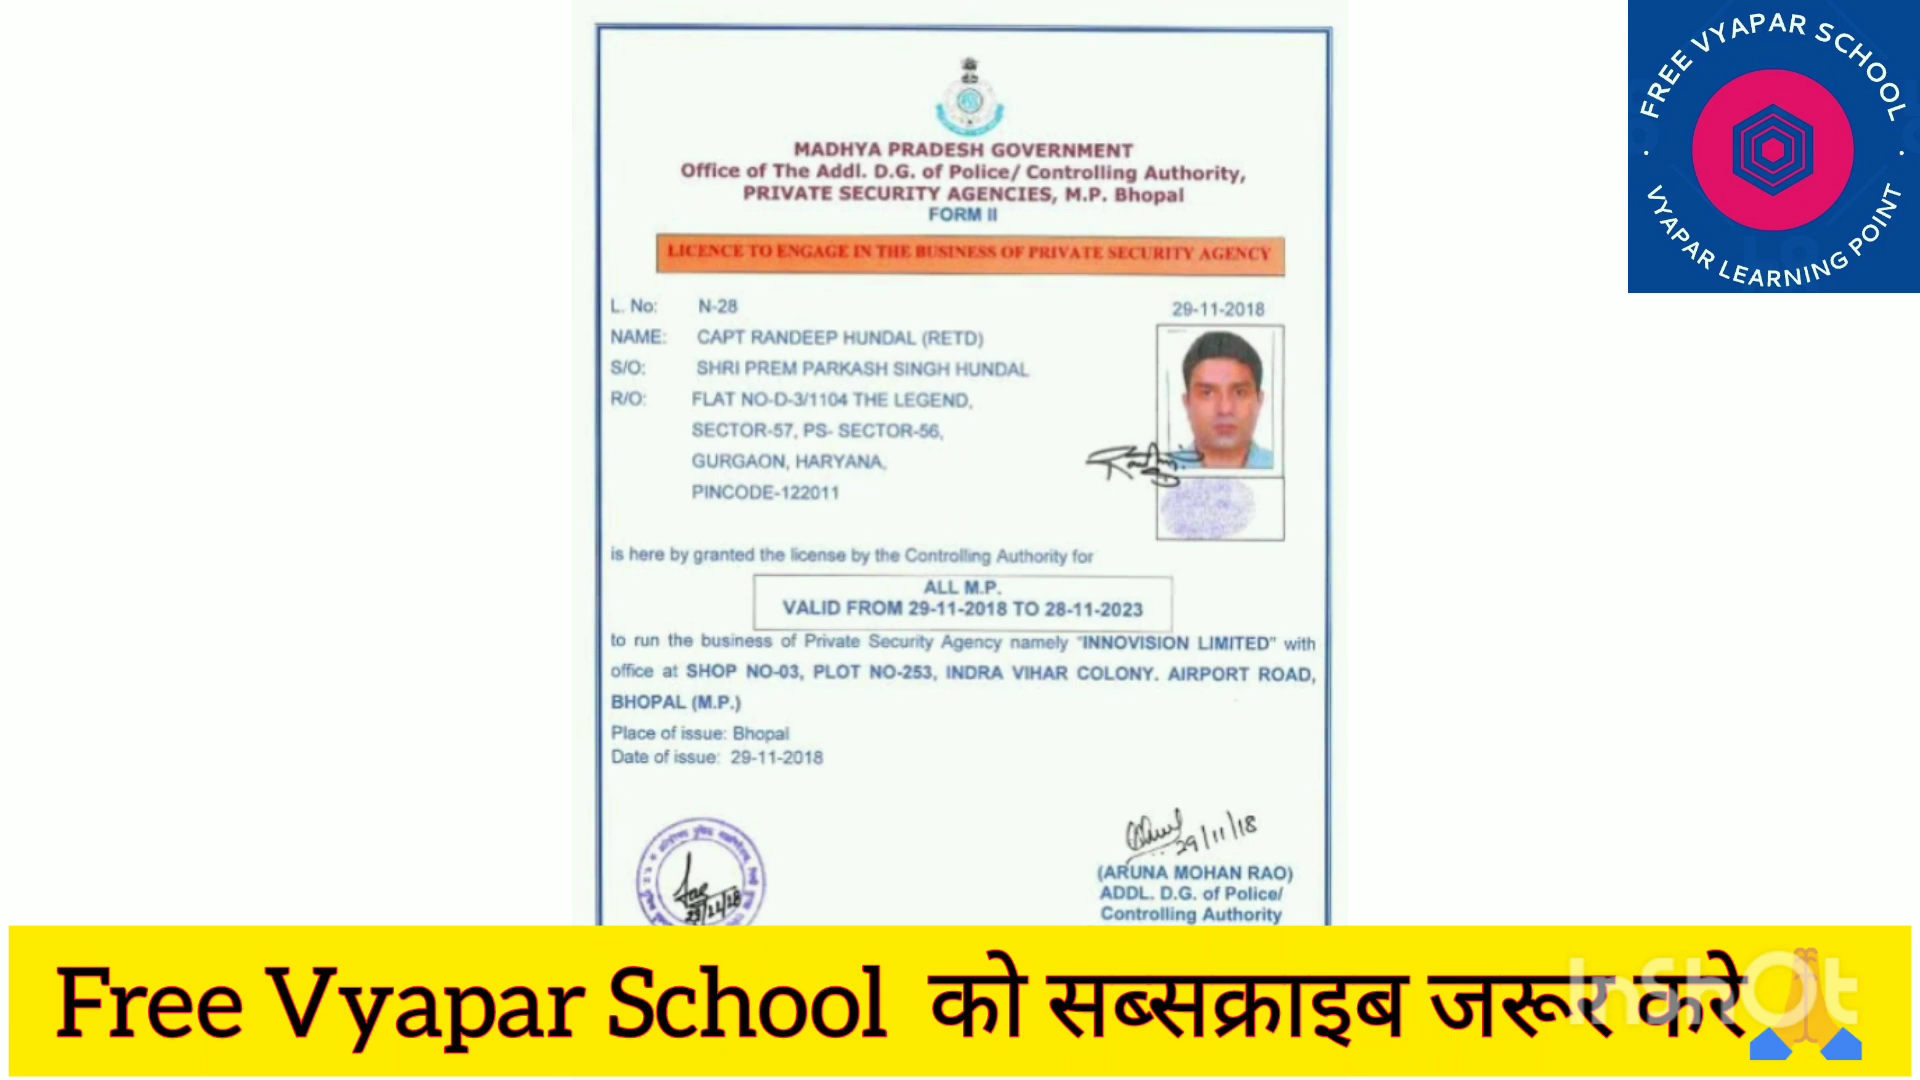 FREE VYAPAR SCHOOL
VYAPAR LEARNING POINT
MADHYA PRADESH GOVERNMENT
Office of The Addl. D.G. of Police/ Controlling Authority,
PRIVATE SECURITY AGENCIES, M.P. Bhopal
FORM II
LICENCE TO ENGAGE IN THE BUSINESS OF PRIVATE SECURITY AGENCY
L. No: N-28
29-11-2018
NAME: CAPT RANDEEP HUNDAL (RETD)
S/O: SHRI PREM PARKASH SINGH HUNDAL
R/O: FLAT NO-D-3/1104 THE LEGEND,
SECTOR-57, PS- SECTOR-56,
GURGAON, HARYANA,
PINCODE-122011
is here by granted the license by the Controlling Authority for
ALL M.P.
VALID FROM 29-11-2018 TO 28-11-2023
to run the business of Private Security Agency namely "INNOVISION LIMITED" with
office at SHOP NO-03, PLOT NO-253, INDRA VIHAR COLONY. AIRPORT ROAD,
BHOPAL (M.P.)
Place of issue: Bhopal
Date of issue: 29-11-2018
29/11/18
(ARUNA MOHAN RAO)
ADDL. D.G. of Police/
Controlling Authority
Free Vyapar School को सब्सक्राइब जरूर करे
InShOt